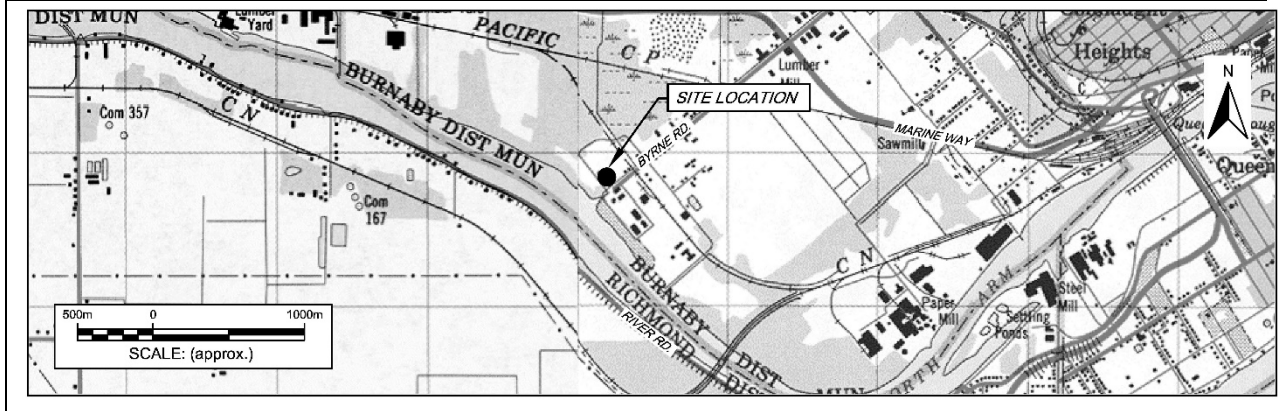 DIST MUN
Lumber
Yard
PACIFIC
C P
Lumber
Mill
Heights
N
BURNABY DIST MUN
SITE LOCATION
Com 357
C N
BYRNE RD.
MARINE WAY
Sawmill
Com
167
BURNABY
RICHMOND
RIVER RD.
DIST
DIST
MUN
C N
Paper
Mill
NORTH ARM
Steel
Mill
Settling
Ponds
500m
0
1000m
SCALE: (approx.)